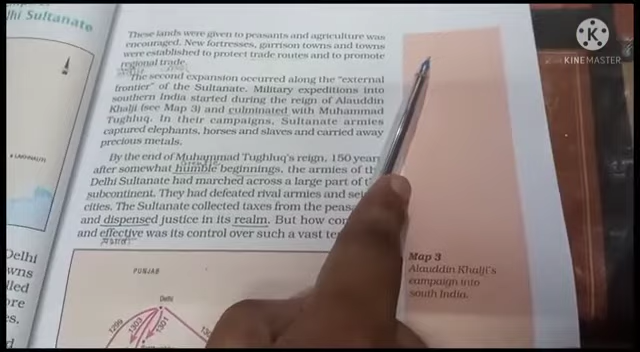 lhi Sultanate
These lands were given to peasants and agriculture was
encouraged. New fortresses, garrison towns and towns
were established to protect trade routes and to promote
regional trade.
The second expansion occurred along the "external
frontier" of the Sultanate. Military expeditions into
southern India started during the reign of Alauddin
Khalji (see Map 3) and culminated with Muhammad
Tughluq. In their campaigns, Sultanate armies
captured elephants, horses and slaves and carried away
precious metals.
By the end of Muhammad Tughluq's reign, 150 year
after somewhat humble beginnings, the armies of th
Delhi Sultanate had marched across a large part of t
subcontinent. They had defeated rival armies and sei
cities. The Sultanate collected taxes from the peas
and dispensed justice in its realm. But how co
and effective was its control over such a vast te
PUNJAB
Delhi
1299
1303
1301
Map 3
Alauddin Khalji's
campaign into
south India.
LAKHNAUTI
Delhi
wns
lled
ore
es.
d
KINEMASTER